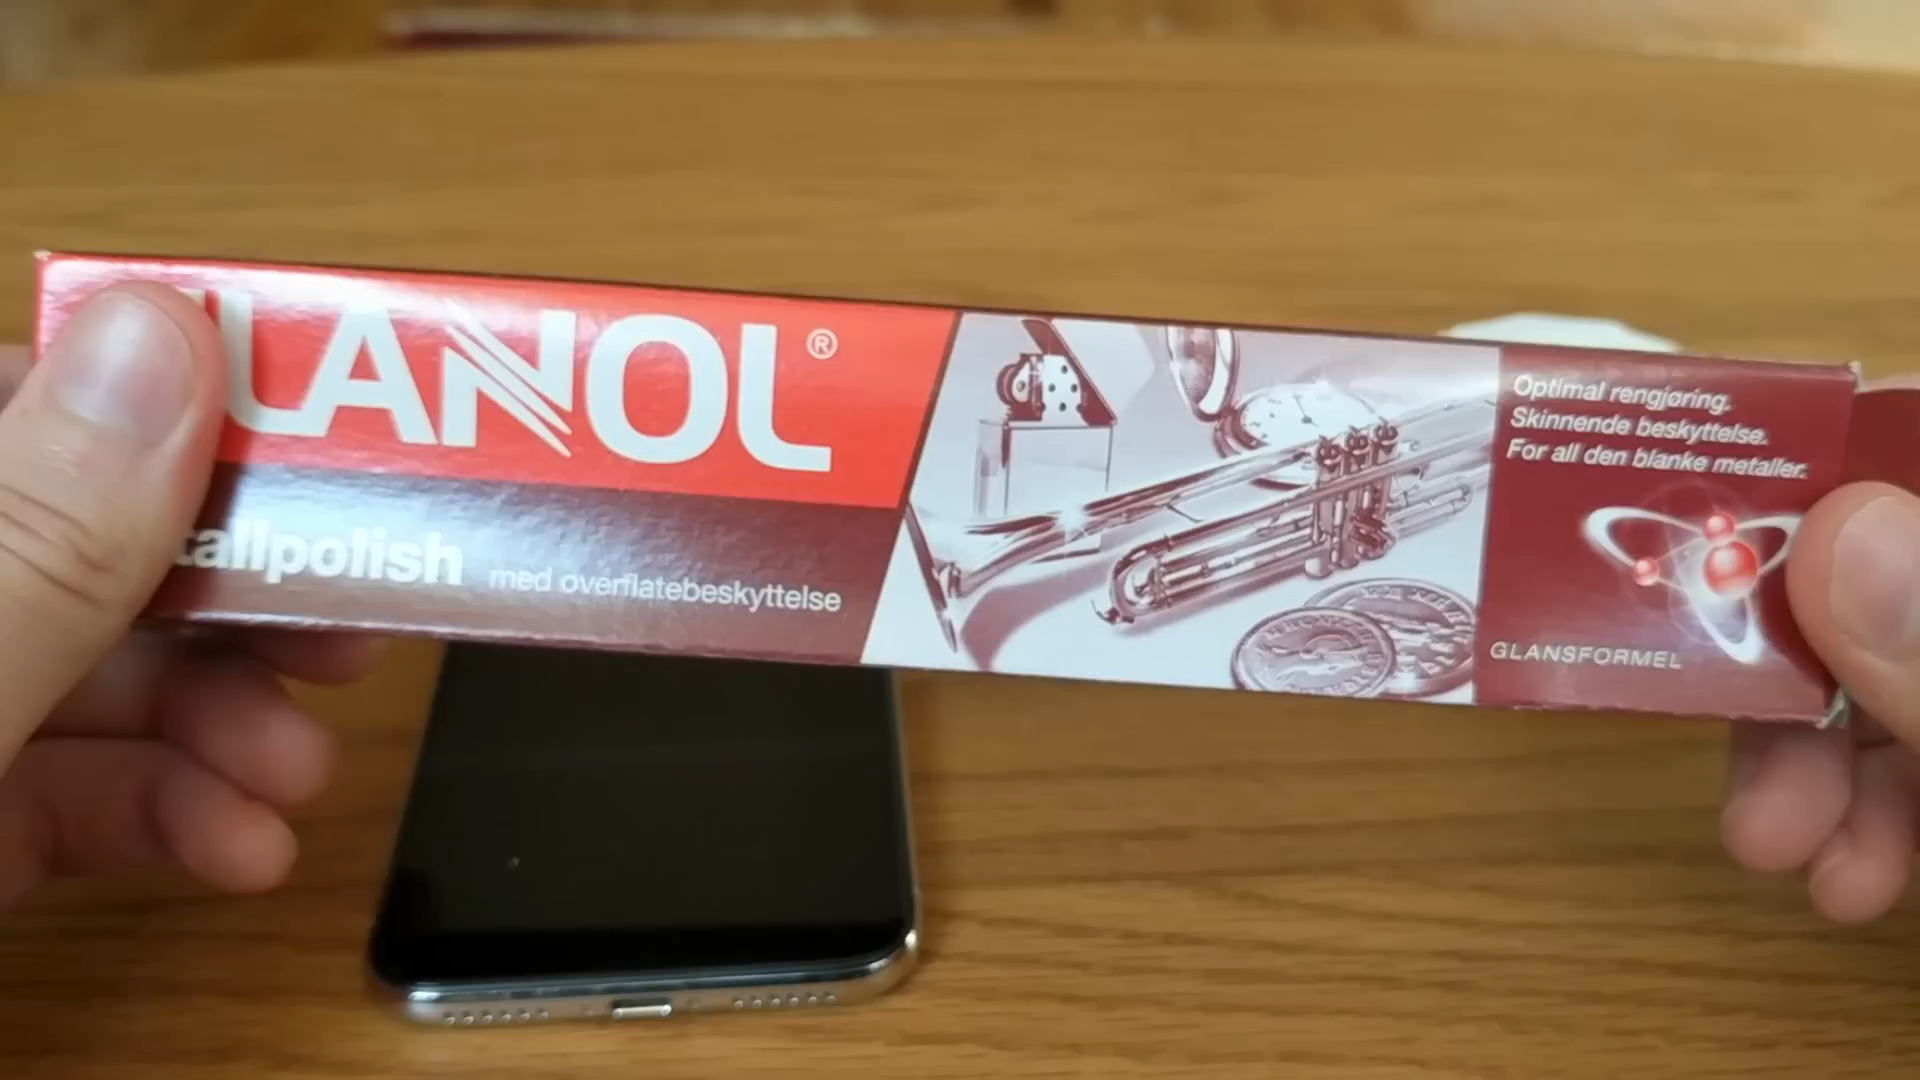 LANOL®
tallpolish med overflatebeskyttelse
Optimal rengjøring.
Skinnende beskyttelse.
For all den blanke metaller.
GLANSFORMEL